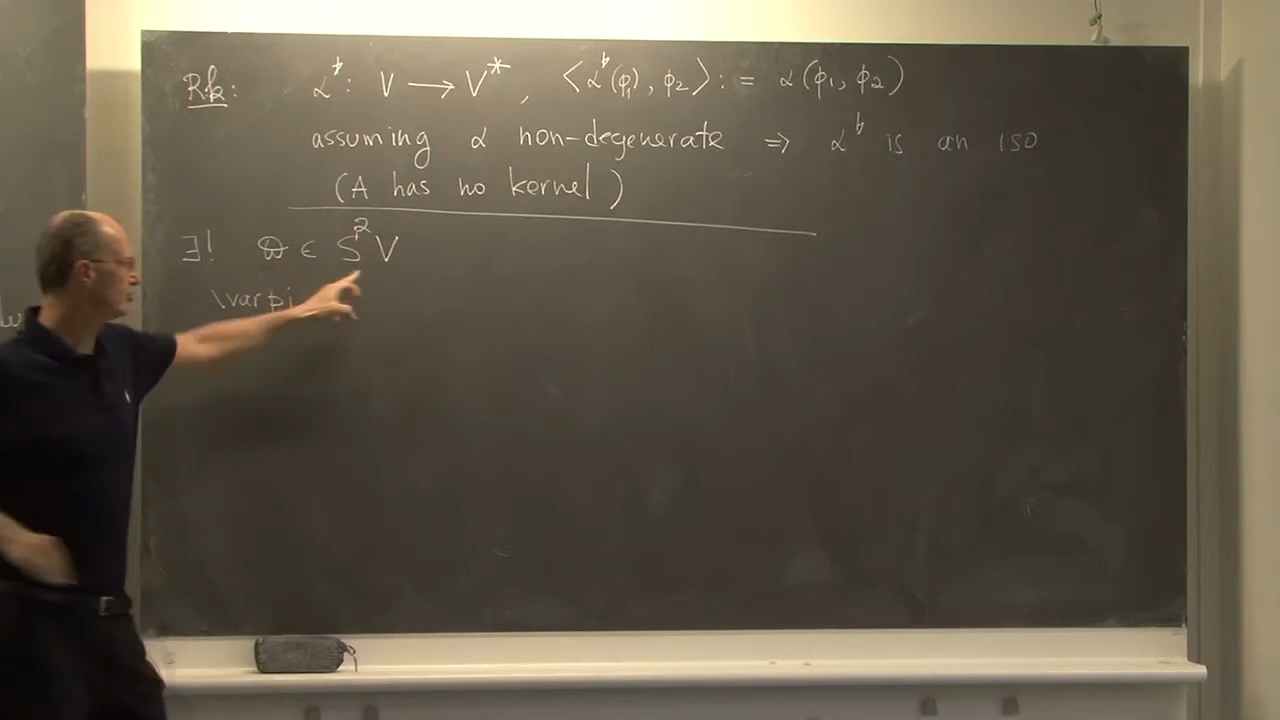 Rk: α^♭: V → V*, ⟨α^♭(ϕ₁), ϕ₂⟩ := α(ϕ₁, ϕ₂)
assuming α non-degenerate ⇒ α^♭ is an iso
(A has no kernel)
∃! ϖ ∈ S²V
\varpi